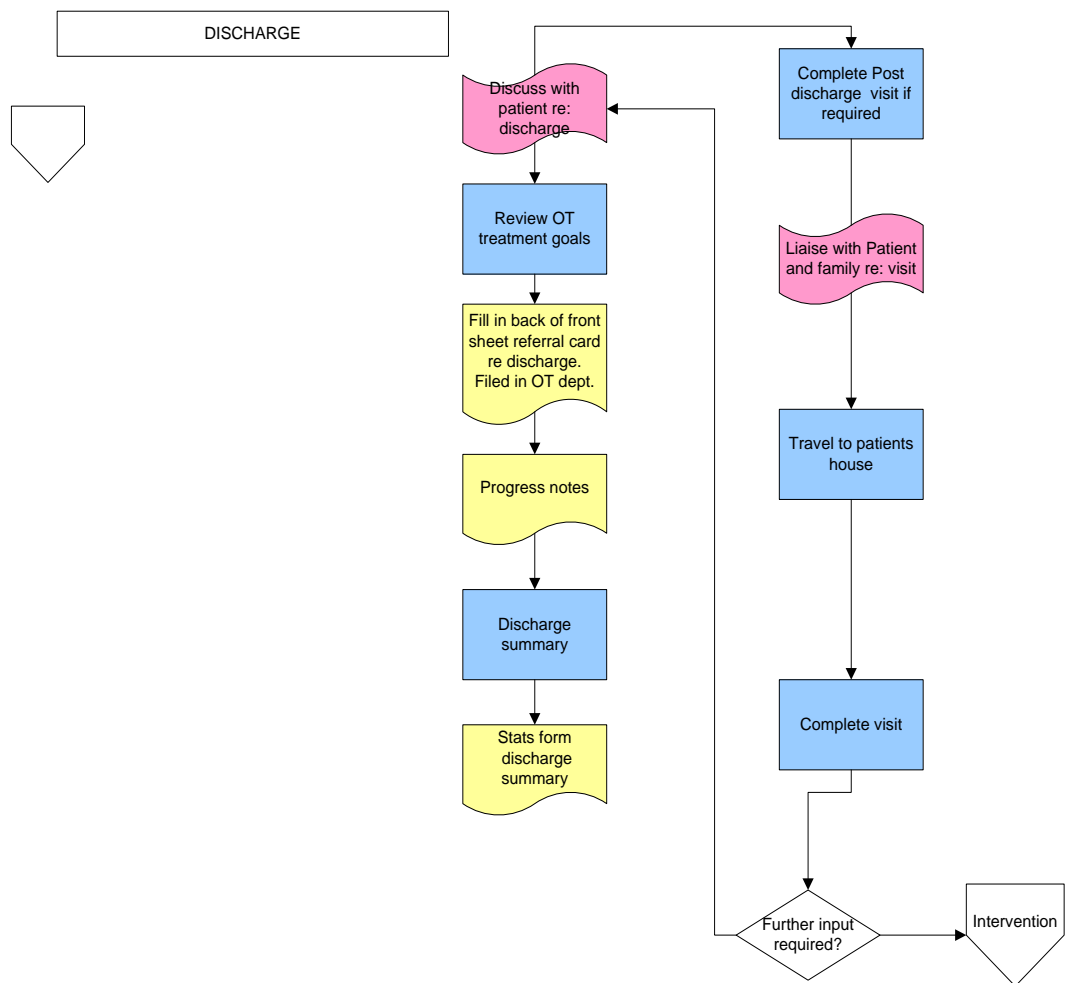 DISCHARGE
Discuss with
patient re:
discharge
Review OT
treatment goals
Fill in back of front
sheet referral card
re discharge.
Filed in OT dept.
Progress notes
Discharge
summary
Stats form
discharge
summary
Complete Post
discharge visit if
required
Liaise with Patient
and family re: visit
Travel to patients
house
Complete visit
Further input
required?
Intervention